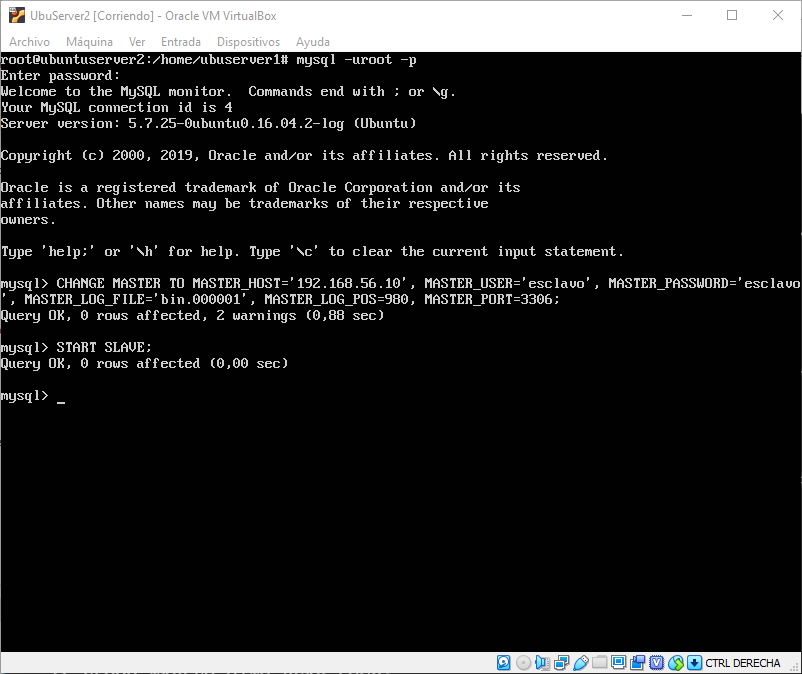 UbuServer2 [Corriendo] - Oracle VM VirtualBox
Archivo Máquina Ver Entrada Dispositivos Ayuda
root@ubuntuserver2:/home/ubuserver1# mysql -uroot -p
Enter password:
Welcome to the MySQL monitor.  Commands end with ; or \g.
Your MySQL connection id is 4
Server version: 5.7.25-0ubuntu0.16.04.2-log (Ubuntu)
Copyright (c) 2000, 2019, Oracle and/or its affiliates. All rights reserved.
Oracle is a registered trademark of Oracle Corporation and/or its
affiliates. Other names may be trademarks of their respective
owners.
Type 'help;' or '\h' for help. Type '\c' to clear the current input statement.
mysql> CHANGE MASTER TO MASTER_HOST='192.168.56.10', MASTER_USER='esclavo', MASTER_PASSWORD='esclavo
', MASTER_LOG_FILE='bin.000001', MASTER_LOG_POS=980, MASTER_PORT=3306;
Query OK, 0 rows affected, 2 warnings (0,88 sec)
mysql> START SLAVE;
Query OK, 0 rows affected (0,00 sec)
mysql> _
CTRL DERECHA